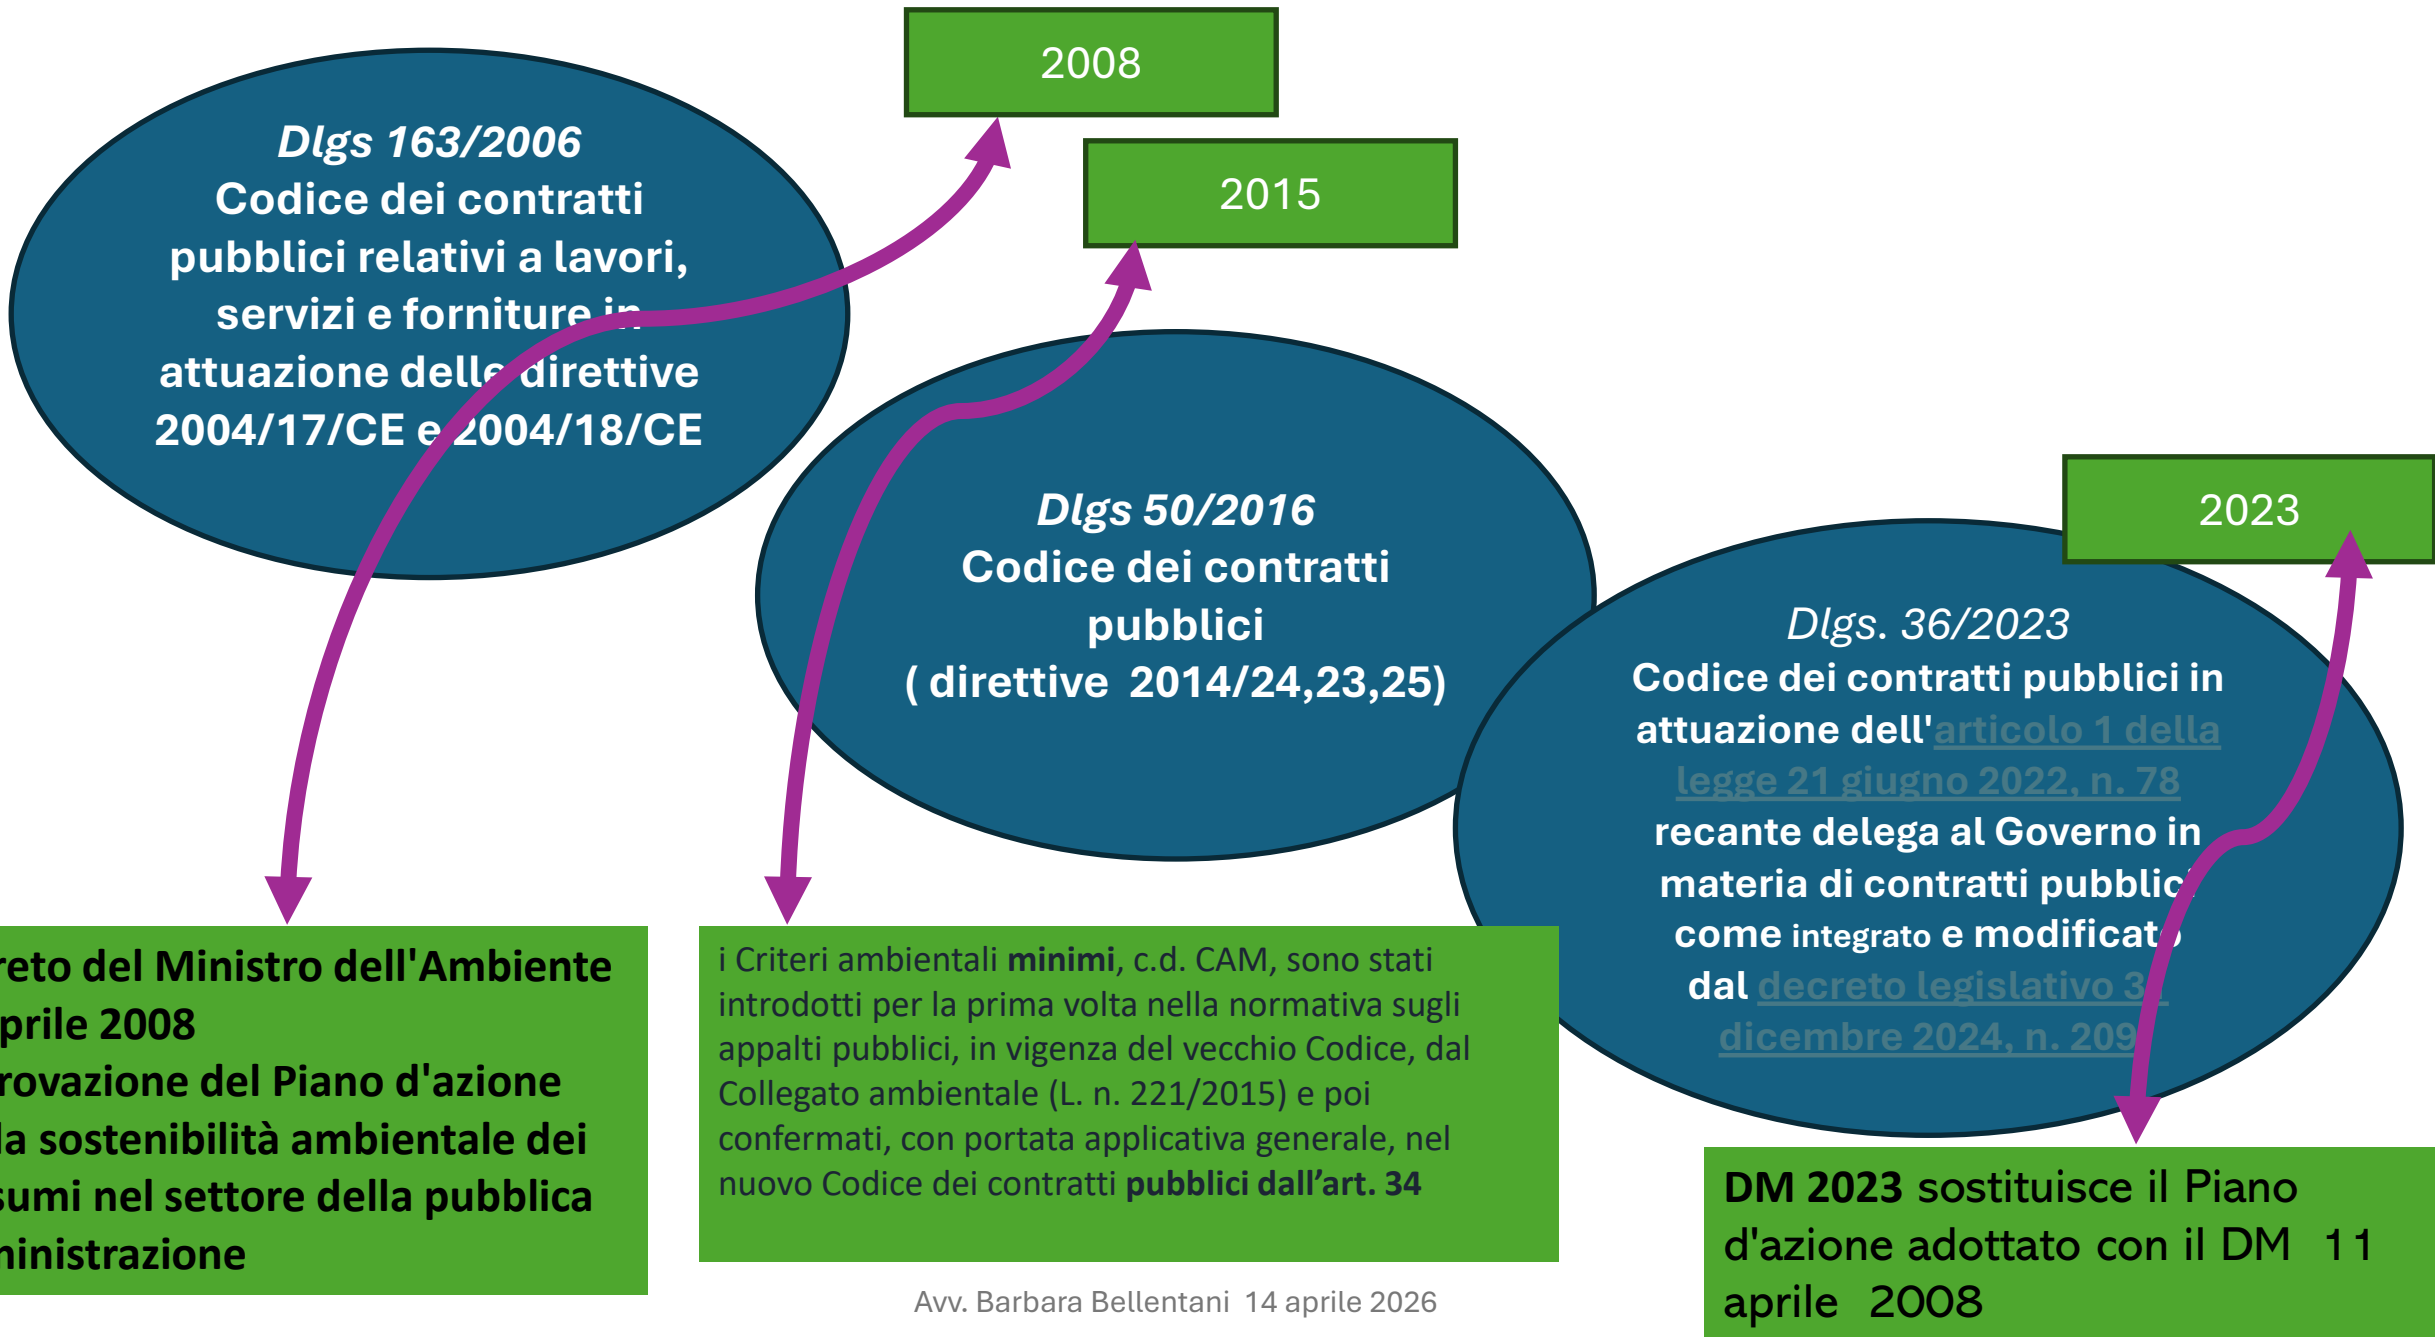 2008
2015
Dlgs 163/2006
Codice dei contratti
pubblici relativi a lavori,
servizi e forniture in
attuazione delle direttive
2004/17/CE e 2004/18/CE
Dlgs 50/2016
Codice dei contratti
pubblici
( direttive 2014/24,23,25)
2023
Dlgs. 36/2023
Codice dei contratti pubblici in
attuazione dell'articolo 1 della
legge 21 giugno 2022, n. 78
recante delega al Governo in
materia di contratti pubblici
come integrato e modificato
dal decreto legislativo 31
dicembre 2024, n. 209
reto del Ministro dell'Ambiente
prile 2008
rovazione del Piano d'azione
la sostenibilità ambientale dei
sumi nel settore della pubblica
ministrazione
i Criteri ambientali minimi, c.d. CAM, sono stati
introdotti per la prima volta nella normativa sugli
appalti pubblici, in vigenza del vecchio Codice, dal
Collegato ambientale (L. n. 221/2015) e poi
confermati, con portata applicativa generale, nel
nuovo Codice dei contratti pubblici dall’art. 34
DM 2023 sostituisce il Piano
d'azione adottato con il DM 11
aprile 2008
Avv. Barbara Bellentani 14 aprile 2026